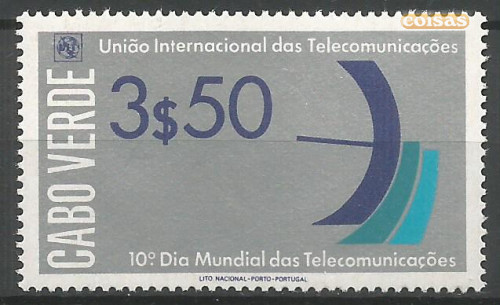 coisas
União Internacional das Telecomunicações
CABO VERDE
3$50
10º Dia Mundial das Telecomunicações
LITO NACIONAL-PORTO-PORTUGAL